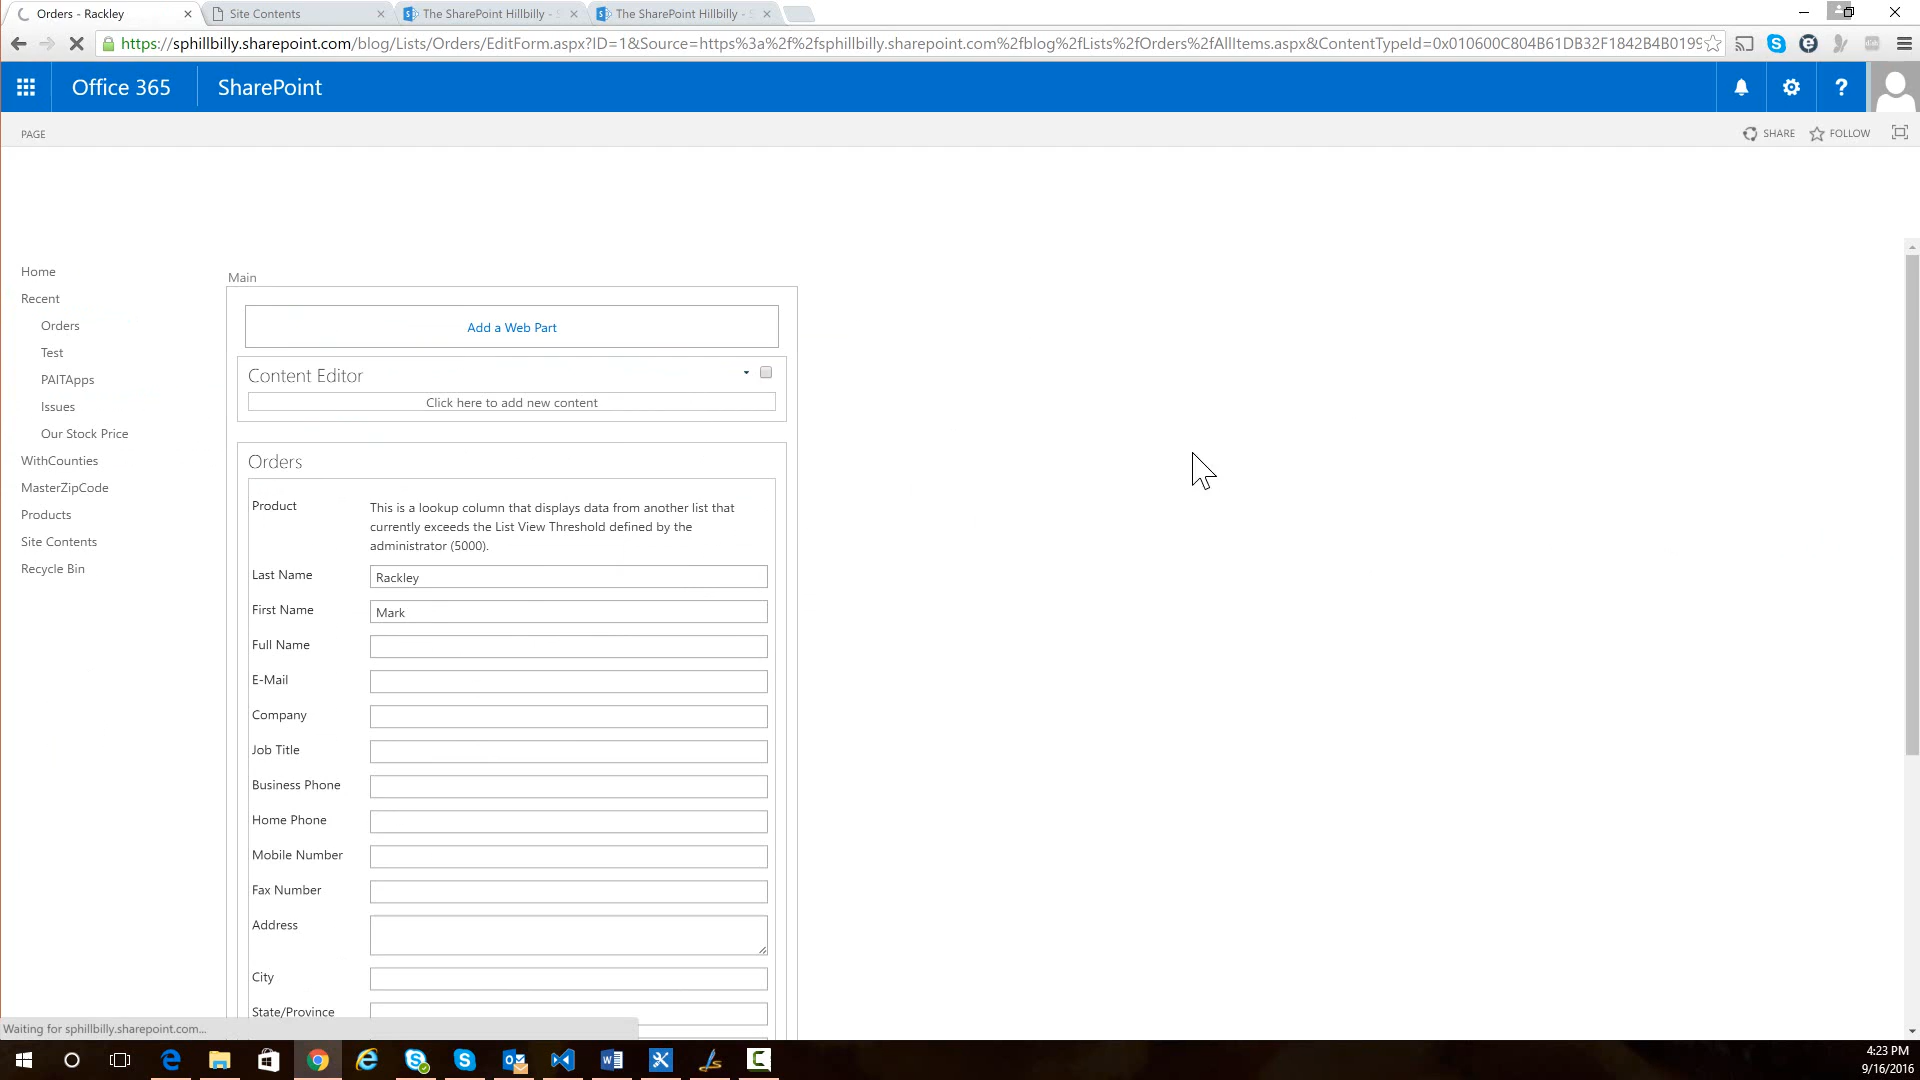 Orders - Rackley
Site Contents
The SharePoint Hillbilly - S
The SharePoint Hillbilly - S
https://sphillbilly.sharepoint.com/blog/Lists/Orders/EditForm.aspx?ID=1&Source=https%3a%2f%2fsphillbilly.sharepoint.com%2fblog%2fLists%2fOrders%2fAllItems.aspx&ContentTypeId=0x010600C804B61DB32F1842B4B0199
Office 365
SharePoint
?
PAGE
SHARE
FOLLOW
Home
Recent
Orders
Test
PAITApps
Issues
Our Stock Price
WithCounties
MasterZipCode
Products
Site Contents
Recycle Bin
Main
Add a Web Part
Content Editor
Click here to add new content
Orders
Product
This is a lookup column that displays data from another list that
currently exceeds the List View Threshold defined by the
administrator (5000).
Last Name
Rackley
First Name
Mark
Full Name
E-Mail
Company
Job Title
Business Phone
Home Phone
Mobile Number
Fax Number
Address
City
State/Province
Waiting for sphillbilly.sharepoint.com...
4:23 PM
9/16/2016